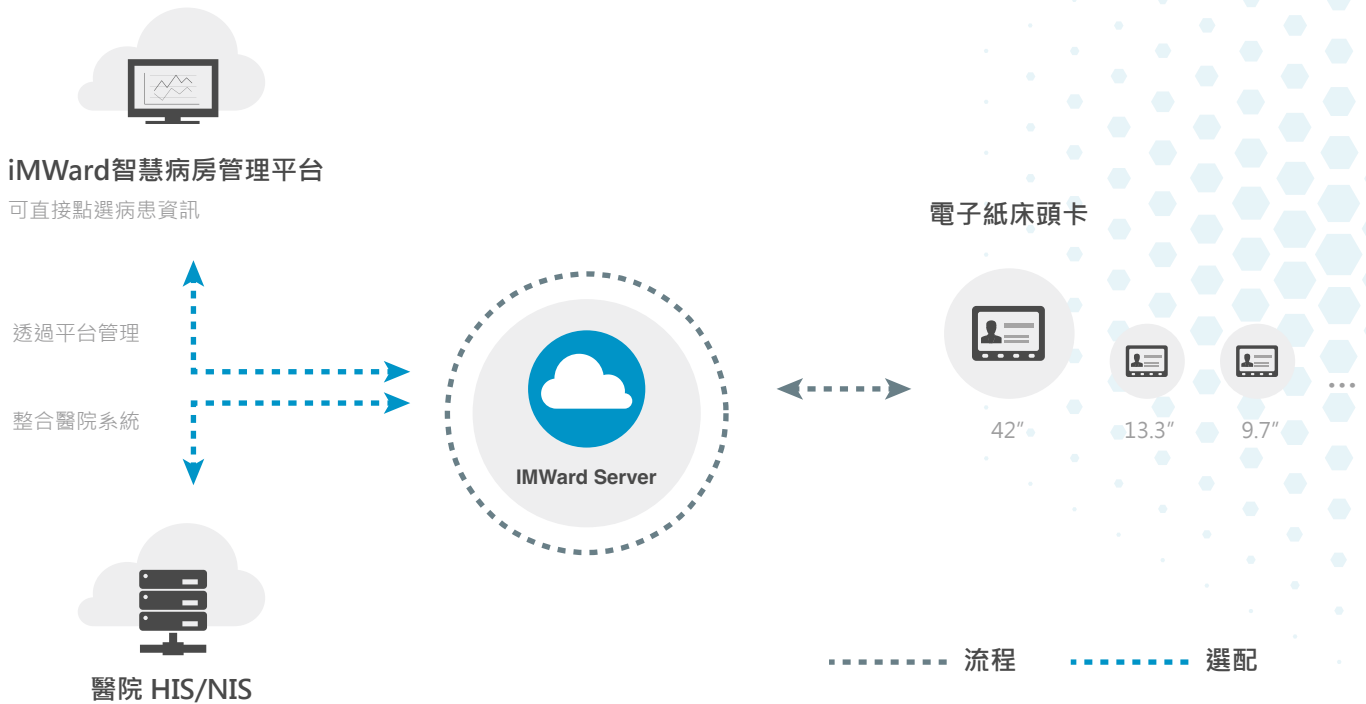 iMWard智慧病房管理平台
可直接點選病患資訊
透過平台管理
整合醫院系統
醫院 HIS/NIS
IMWard Server
電子紙床頭卡
42″
13.3″
9.7″
...
流程
選配